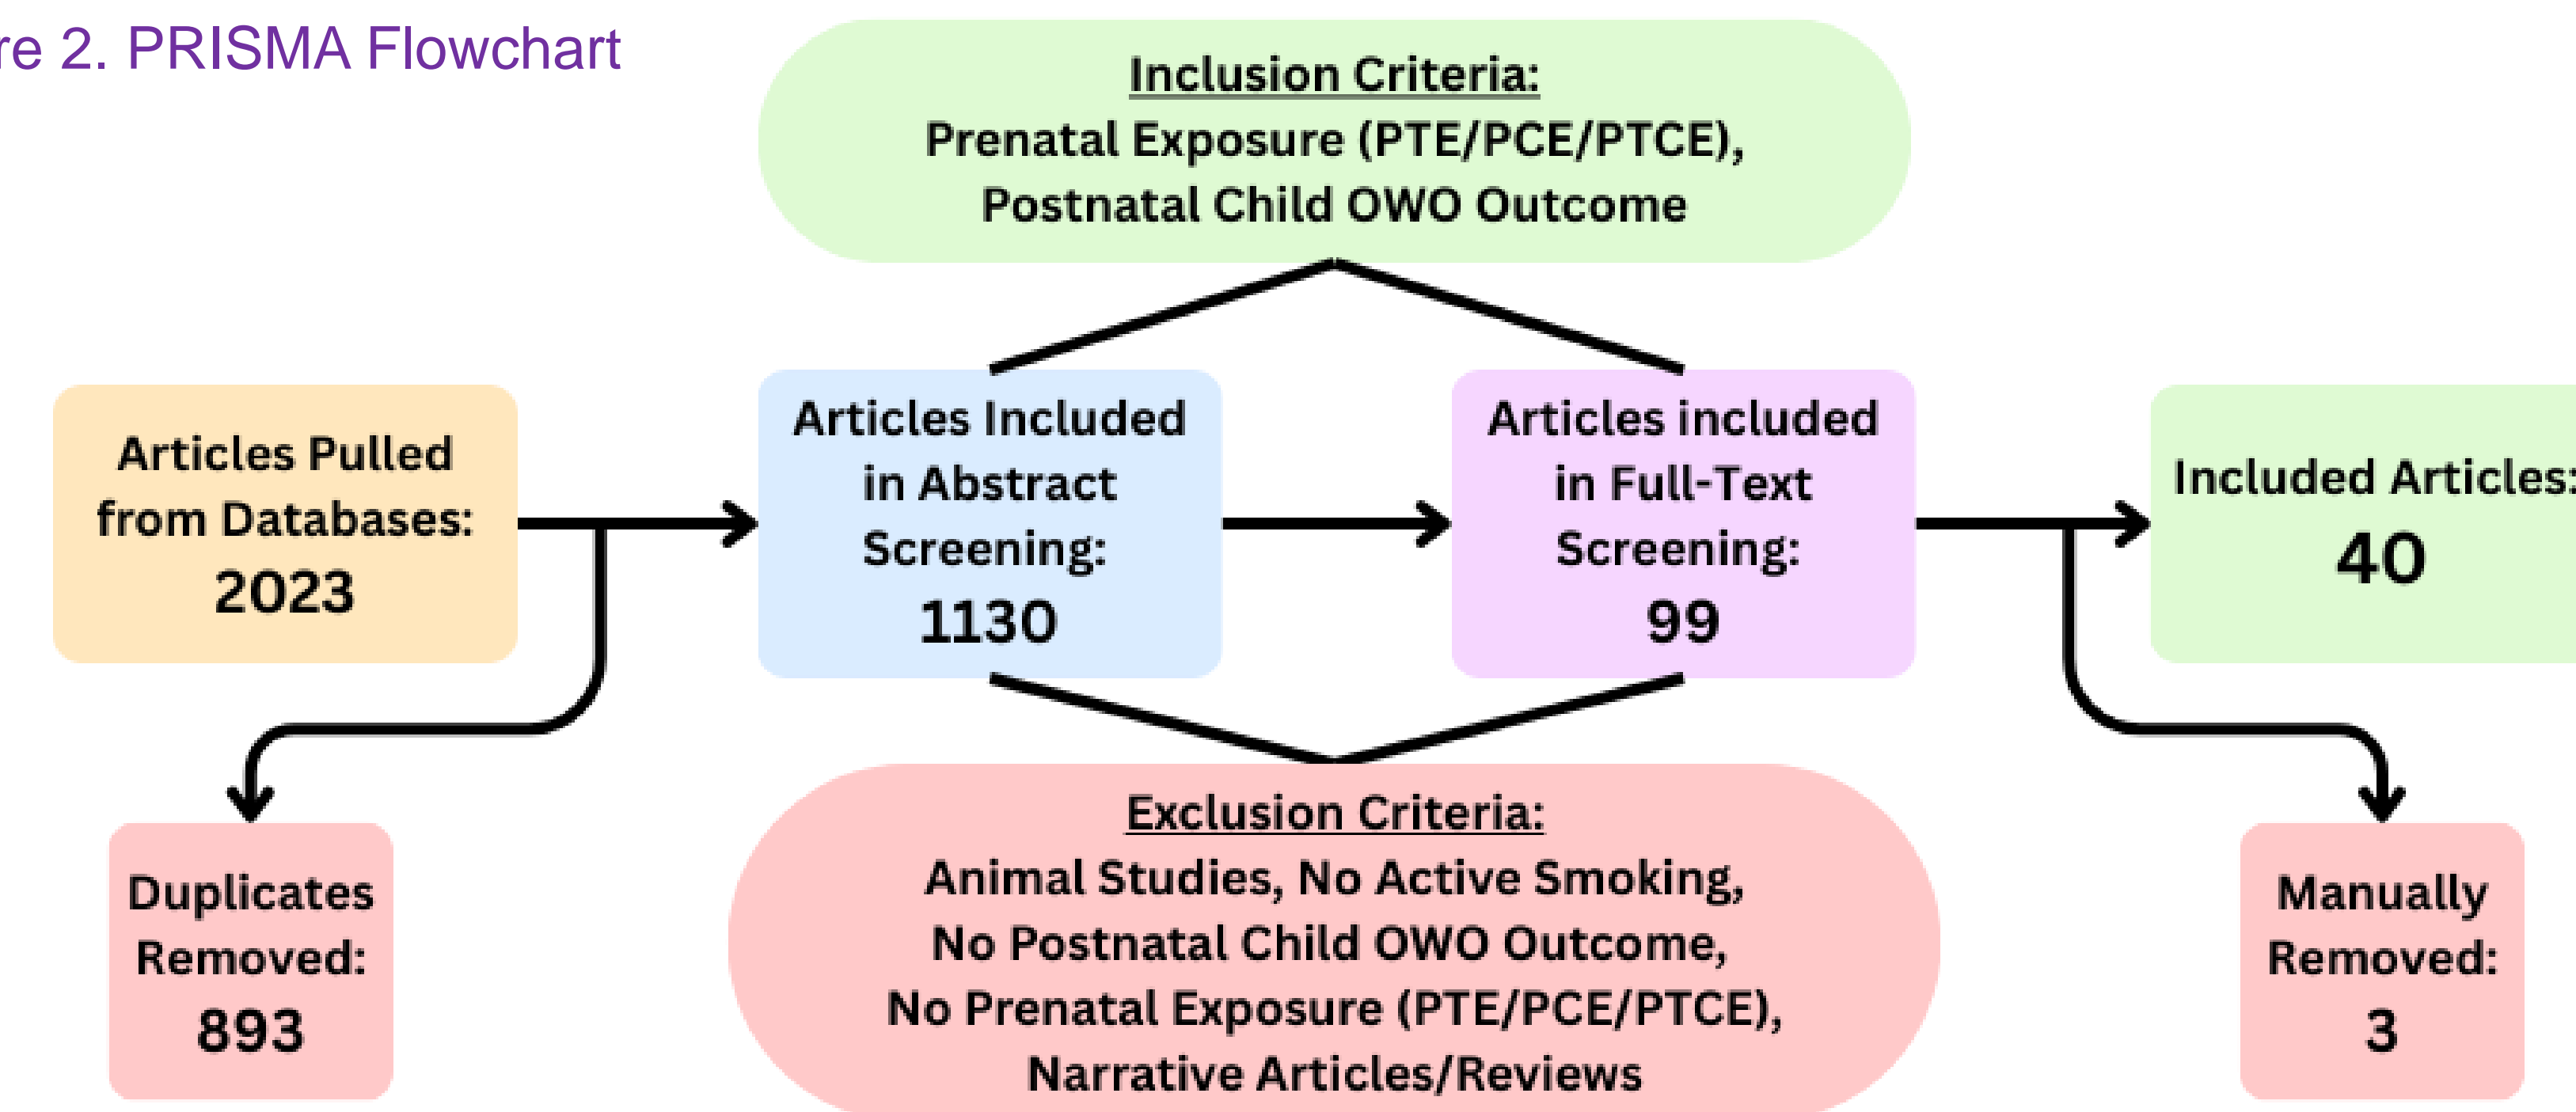 re 2. PRISMA Flowchart
Inclusion Criteria:
Prenatal Exposure (PTE/PCE/PTCE),
Postnatal Child OWO Outcome
Articles Pulled
from Databases:
2023
Articles Included
in Abstract
Screening:
1130
Articles included
in Full-Text
Screening:
99
Included Articles:
40
Duplicates
Removed:
893
Exclusion Criteria:
Animal Studies, No Active Smoking,
No Postnatal Child OWO Outcome,
No Prenatal Exposure (PTE/PCE/PTCE),
Narrative Articles/Reviews
Manually
Removed:
3